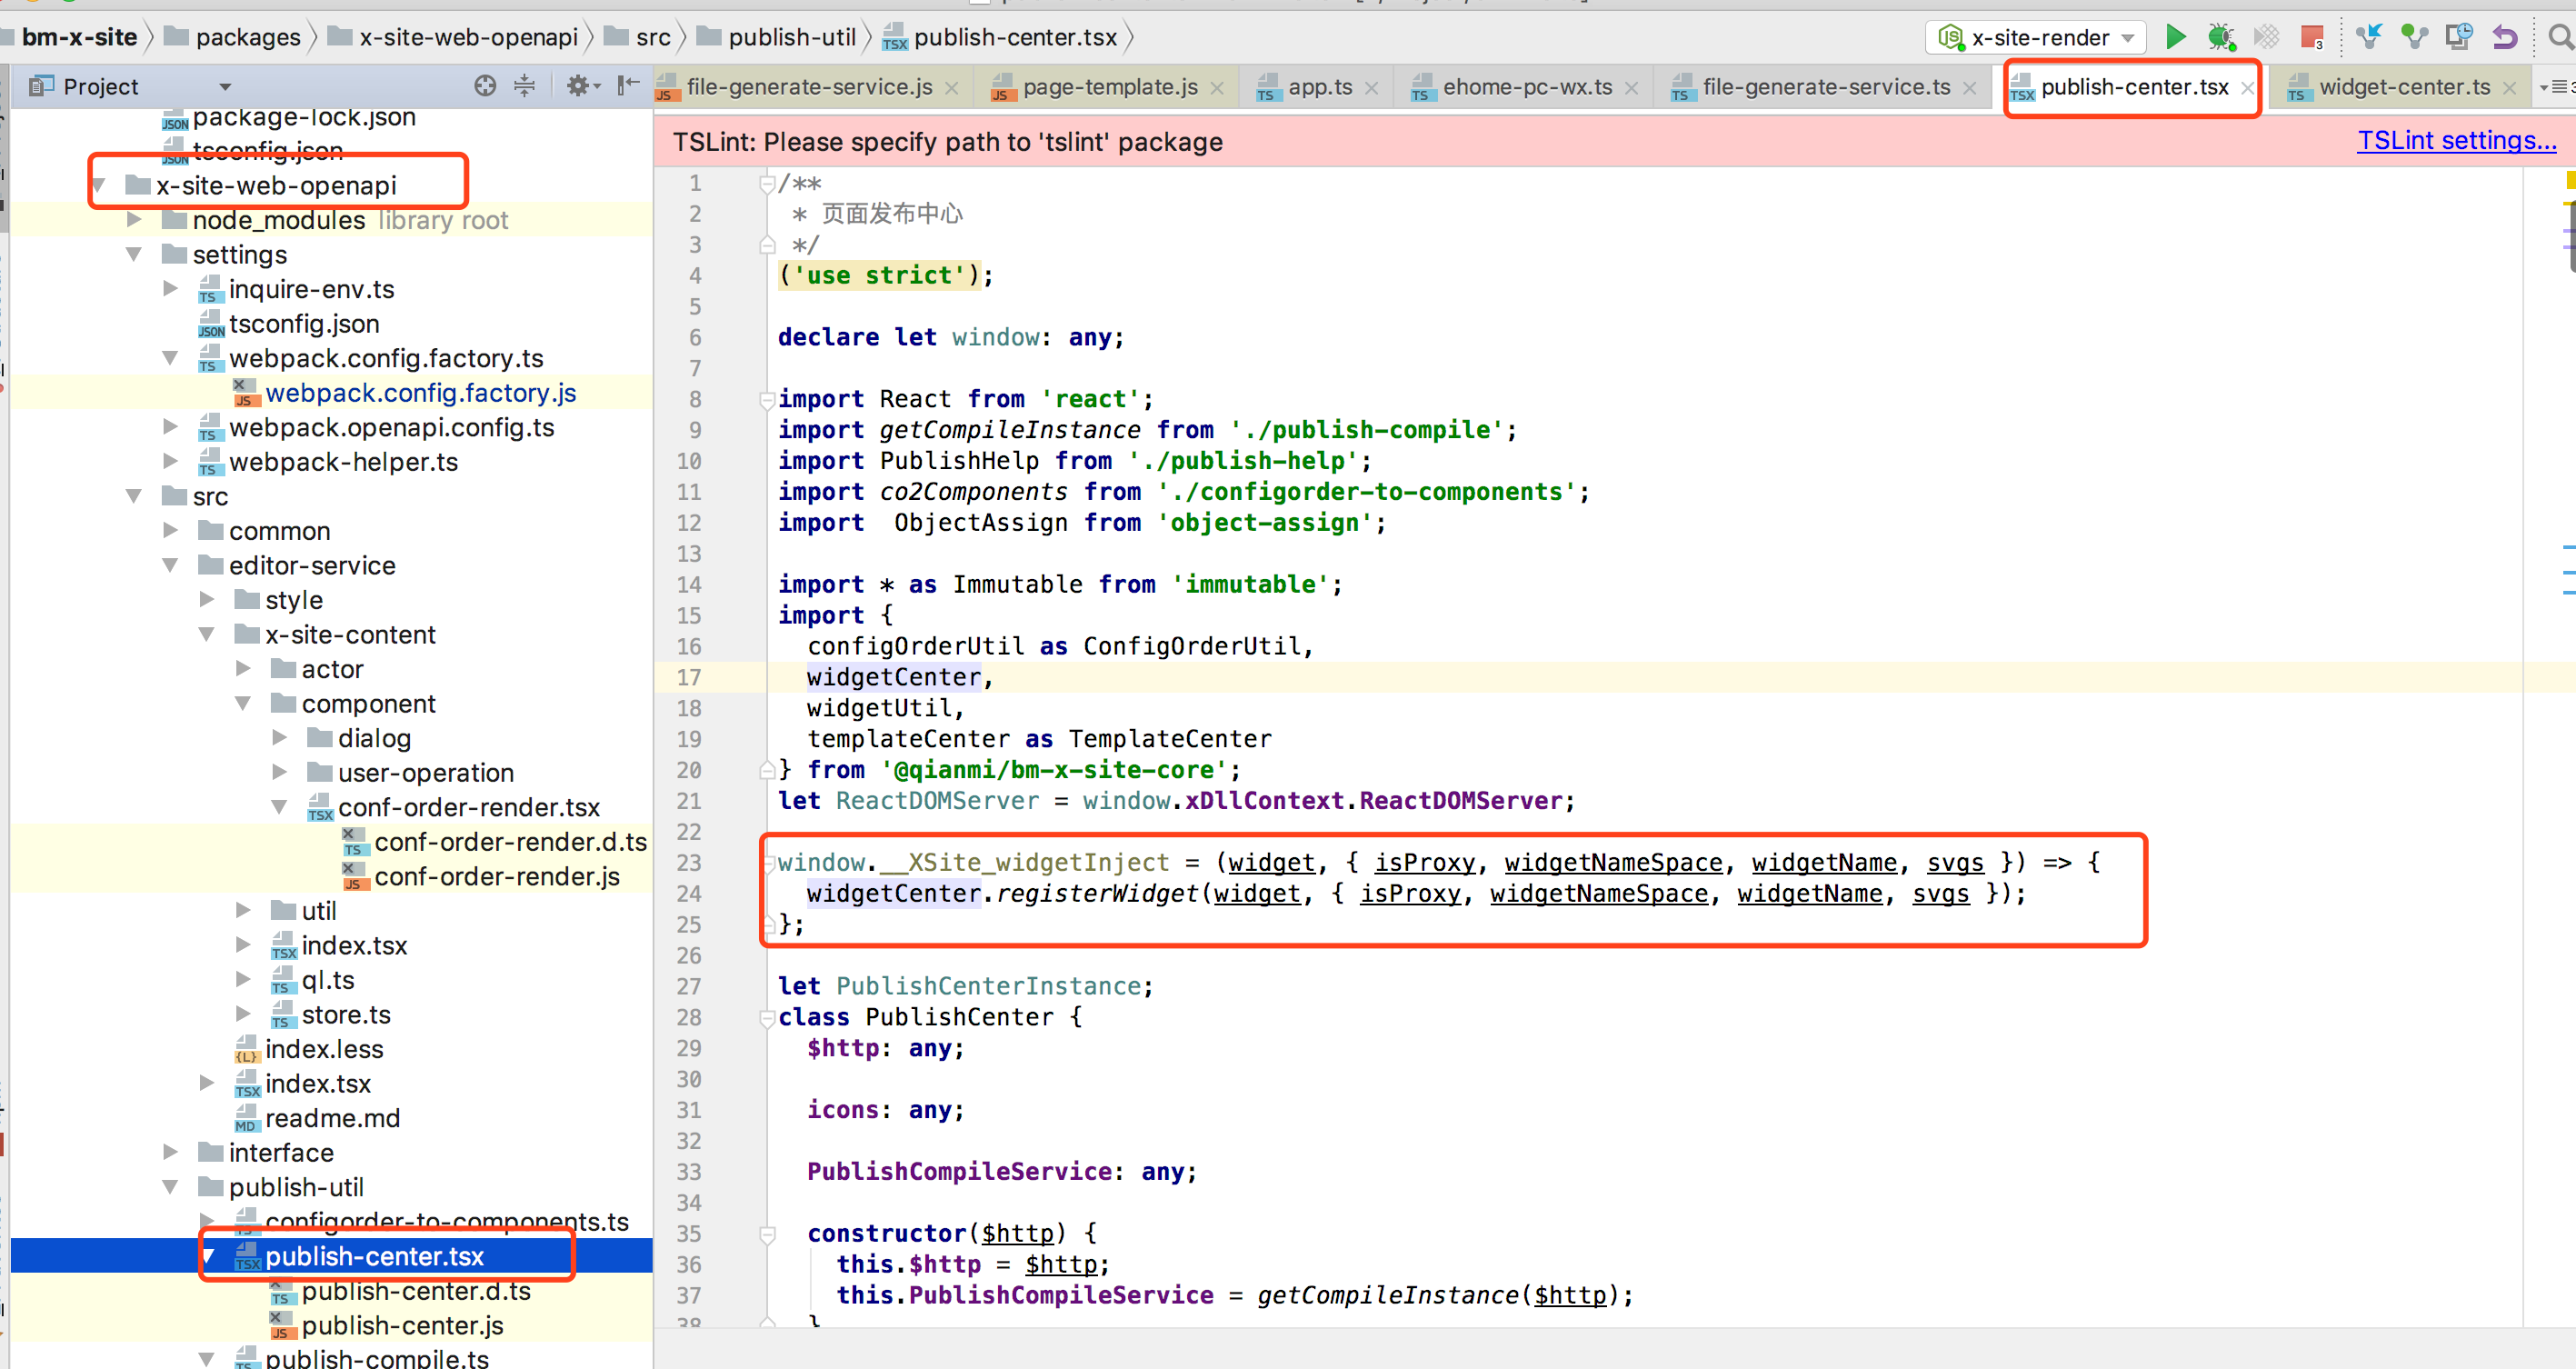 bm-x-site packages x-site-web-openapi src publish-util publish-center.tsx x-site-render
Project
file-generate-service.js page-template.js app.ts ehome-pc-wx.ts file-generate-service.ts publish-center.tsx widget-center.ts
TSLint: Please specify path to 'tslint' package TSLint settings...
package-lock.json
tsconfig.json
x-site-web-openapi
node_modules library root
settings
inquire-env.ts
tsconfig.json
webpack.config.factory.ts
webpack.config.factory.js
webpack.openapi.config.ts
webpack-helper.ts
src
common
editor-service
style
x-site-content
actor
component
dialog
user-operation
conf-order-render.tsx
conf-order-render.d.ts
conf-order-render.js
util
index.tsx
ql.ts
store.ts
index.less
index.tsx
readme.md
interface
publish-util
configorder-to-components.ts
publish-center.tsx
publish-center.d.ts
publish-center.js
publish-compile.ts
1 /**
2 * 页面发布中心
3 */
4 ('use strict');
5
6 declare let window: any;
7
8 import React from 'react';
9 import getCompileInstance from './publish-compile';
10 import PublishHelp from './publish-help';
11 import co2Components from './configorder-to-components';
12 import  ObjectAssign from 'object-assign';
13
14 import * as Immutable from 'immutable';
15 import {
16 configOrderUtil as ConfigOrderUtil,
17 widgetCenter,
18 widgetUtil,
19 templateCenter as TemplateCenter
20 } from '@qianmi/bm-x-site-core';
21 let ReactDOMServer = window.xDllContext.ReactDOMServer;
22
23 window.__XSite_widgetInject = (widget, { isProxy, widgetNameSpace, widgetName, svgs }) => {
24 widgetCenter.registerWidget(widget, { isProxy, widgetNameSpace, widgetName, svgs });
25 };
26
27 let PublishCenterInstance;
28 class PublishCenter {
29 $http: any;
30
31 icons: any;
32
33 PublishCompileService: any;
34
35 constructor($http) {
36 this.$http = $http;
37 this.PublishCompileService = getCompileInstance($http);
38 }